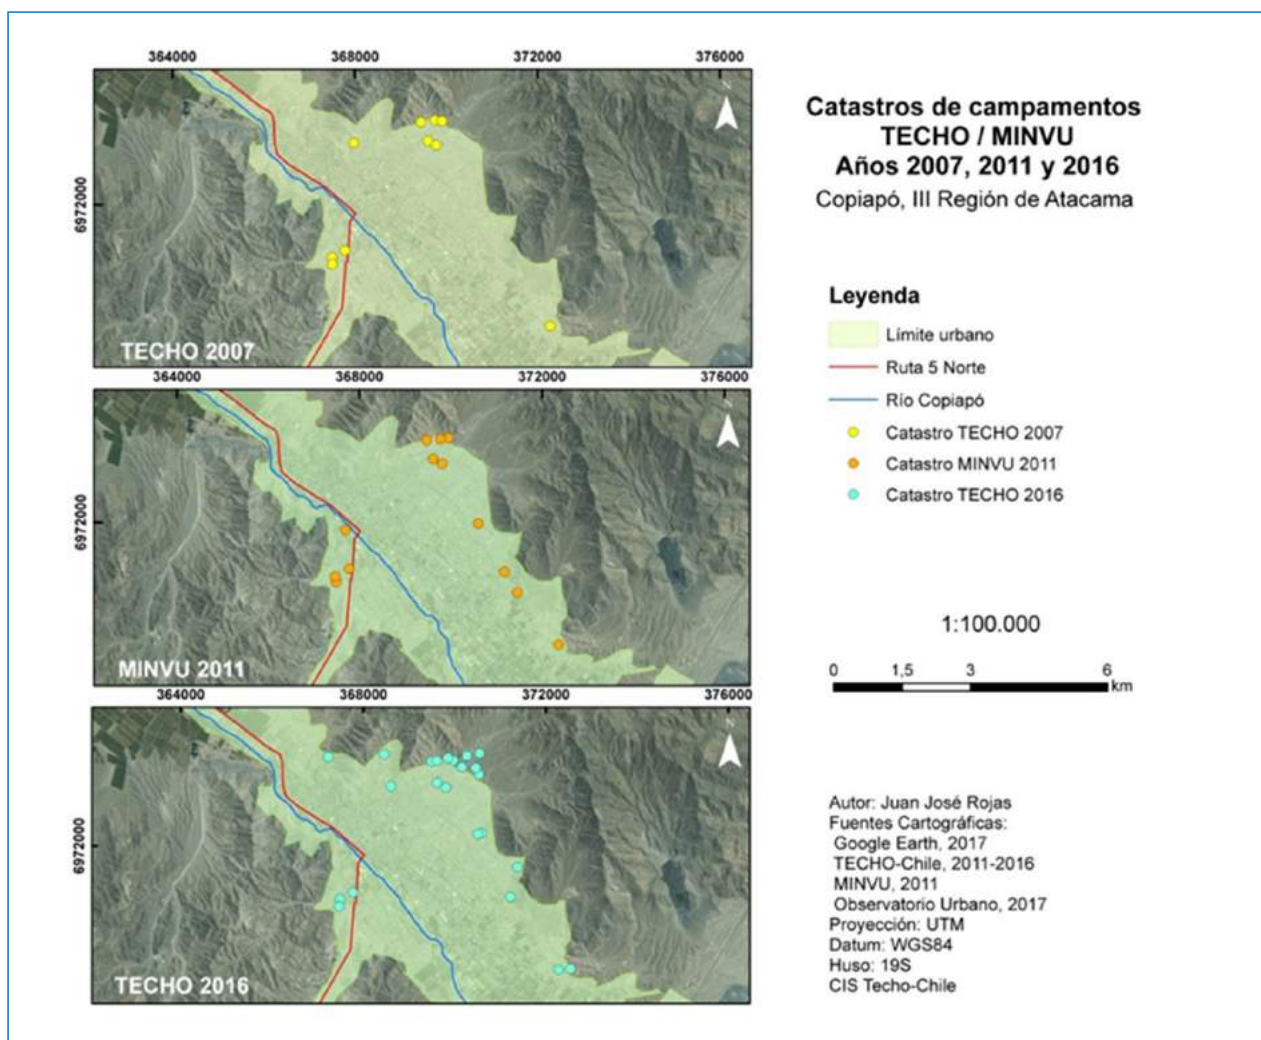 364000 368000 372000 376000
6972000
TECHO 2007
364000 368000 372000 376000
6972000
MINVU 2011
364000 368000 372000 376000
6972000
TECHO 2016
Catastros de campamentos
TECHO / MINVU
Años 2007, 2011 y 2016
Copiapó, III Región de Atacama
Leyenda
Límite urbano
Ruta 5 Norte
Río Copiapó
Catastro TECHO 2007
Catastro MINVU 2011
Catastro TECHO 2016
1:100.000
0 1,5 3 6
km
Autor: Juan José Rojas
Fuentes Cartográficas:
Google Earth, 2017
TECHO-Chile, 2011-2016
MINVU, 2011
Observatorio Urbano, 2017
Proyección: UTM
Datum: WGS84
Huso: 19S
CIS Techo-Chile